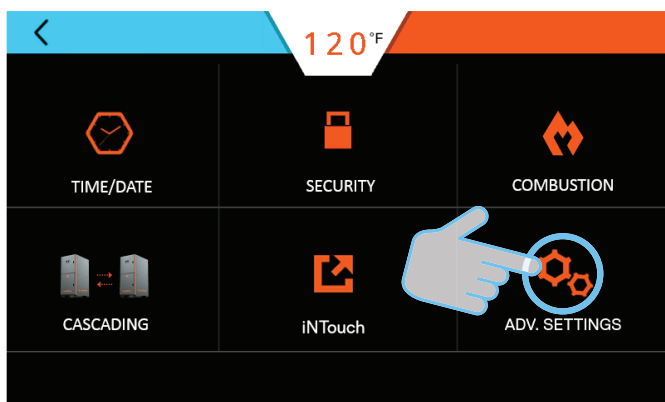 120°F
TIME/DATE
SECURITY
COMBUSTION
CASCADING
iNTouch
ADV. SETTINGS